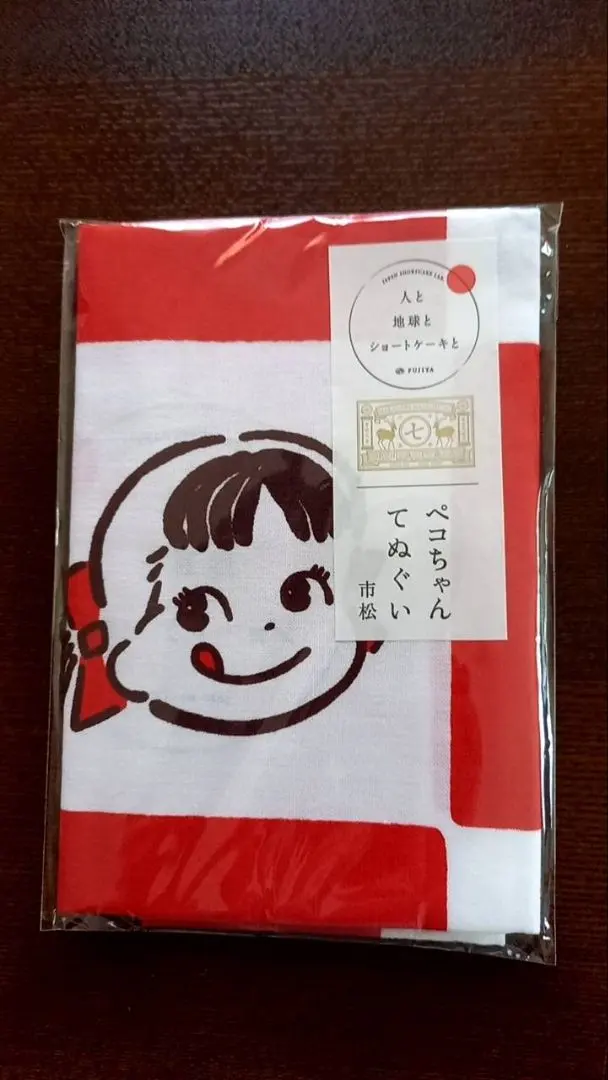 JAPAN SHORTCAKE LAB.
人と
地球と
ショートケーキと
FUJIYA
七
ペコちゃん
てぬぐい
市松